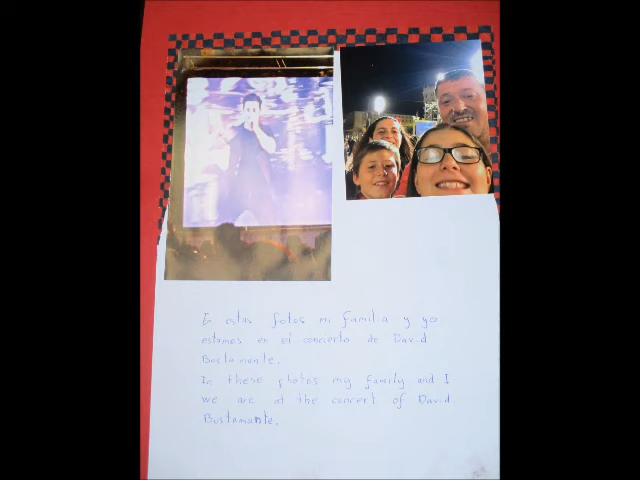 En estas fotos mi familia y yo
estamos en el concierto de David
Bustamante.
In these photos my family and I
we are at the concert of David
Bustamante.